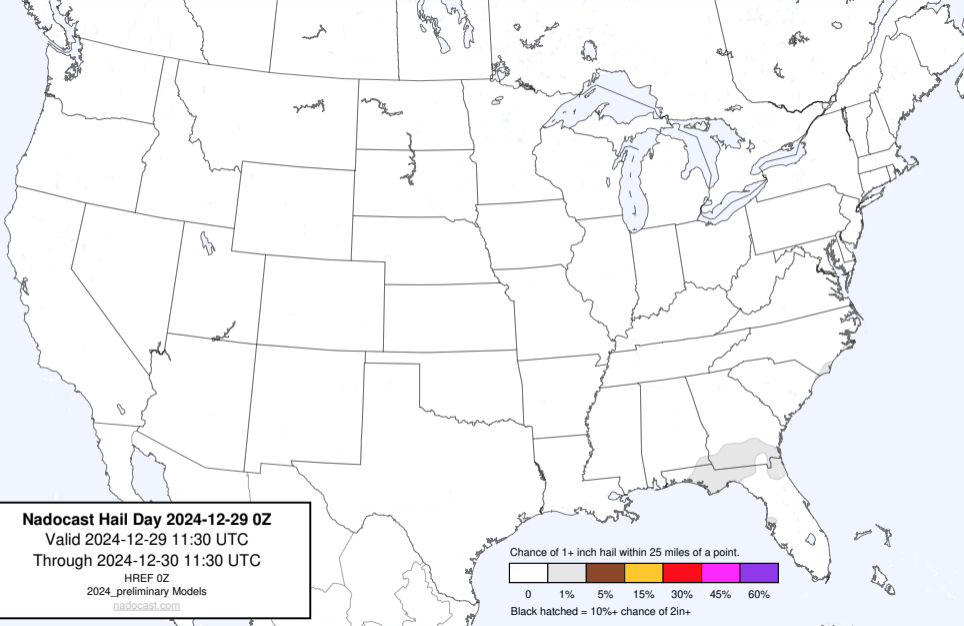 Nadocast Hail Day 2024-12-29 0Z
Valid 2024-12-29 11:30 UTC
Through 2024-12-30 11:30 UTC
HREF 0Z
2024_preliminary Models
nadocast.com
Chance of 1+ inch hail within 25 miles of a point.
0 1% 5% 15% 30% 45% 60%
Black hatched = 10%+ chance of 2in+